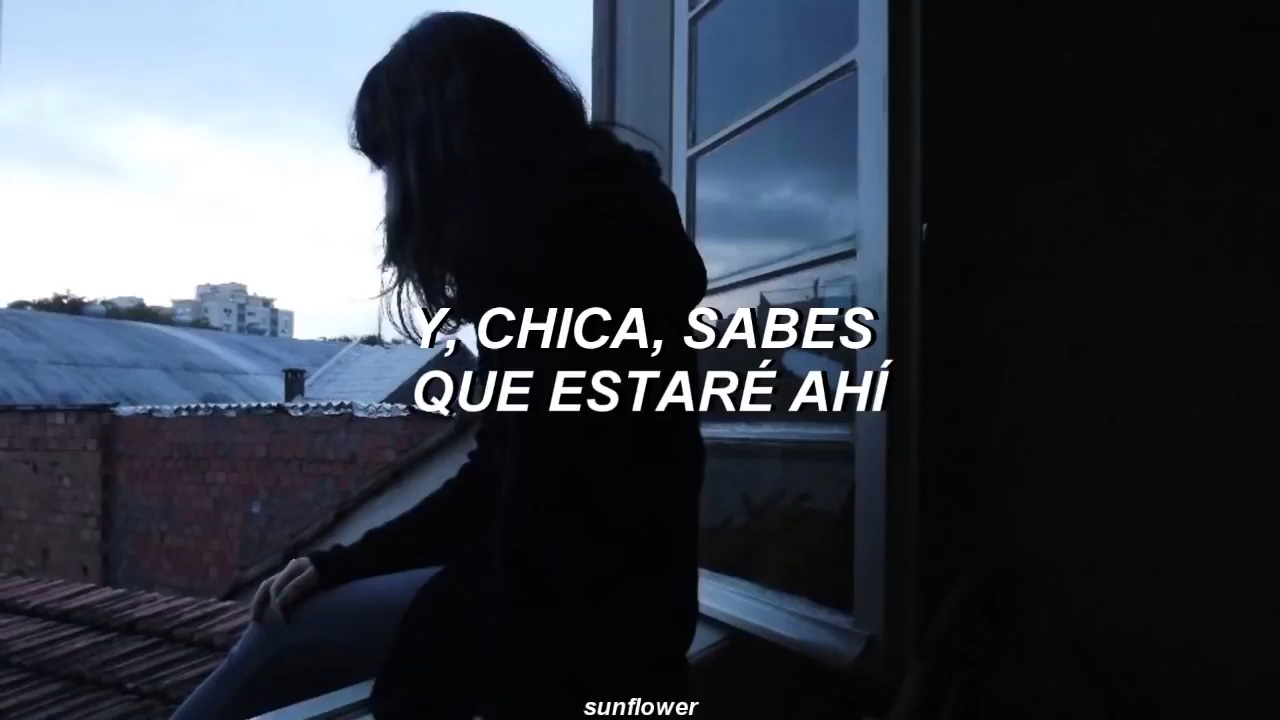 Y, CHICA, SABES
QUE ESTARÉ AHÍ
sunflower